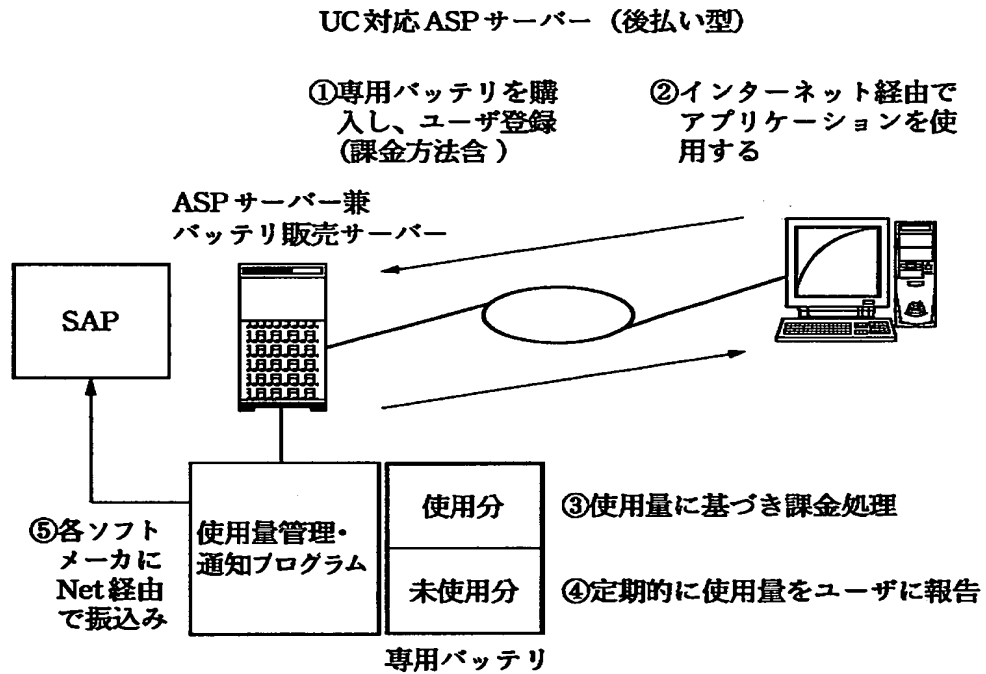 UC対応ASPサーバー（後払い型）
①専用バッテリを購
入し、ユーザ登録
(課金方法含 )
②インターネット経由で
アプリケーションを使
用する
ASPサーバー兼
バッテリ販売サーバー
SAP
⑤各ソフト
メーカに
Net経由
で振込み
使用量管理・
通知プログラム
使用分
未使用分
専用バッテリ
③使用量に基づき課金処理
④定期的に使用量をユーザに報告